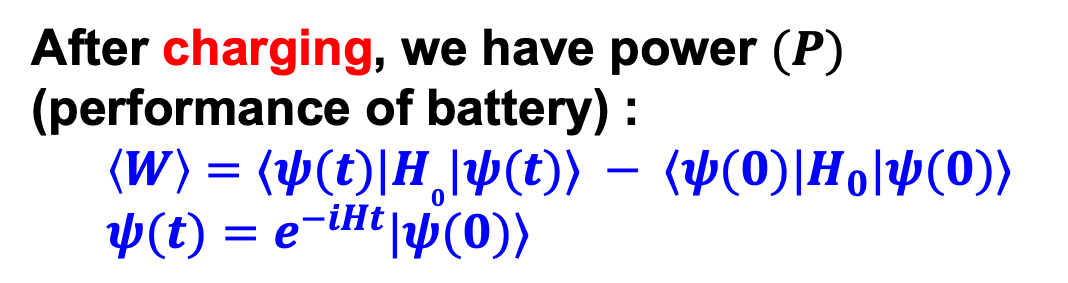 After charging, we have power (P)
(performance of battery) :
⟨W⟩ = ⟨ψ(t)|H₀|ψ(t)⟩ − ⟨ψ(0)|H₀|ψ(0)⟩
ψ(t) = e^{−iHt}|ψ(0)⟩